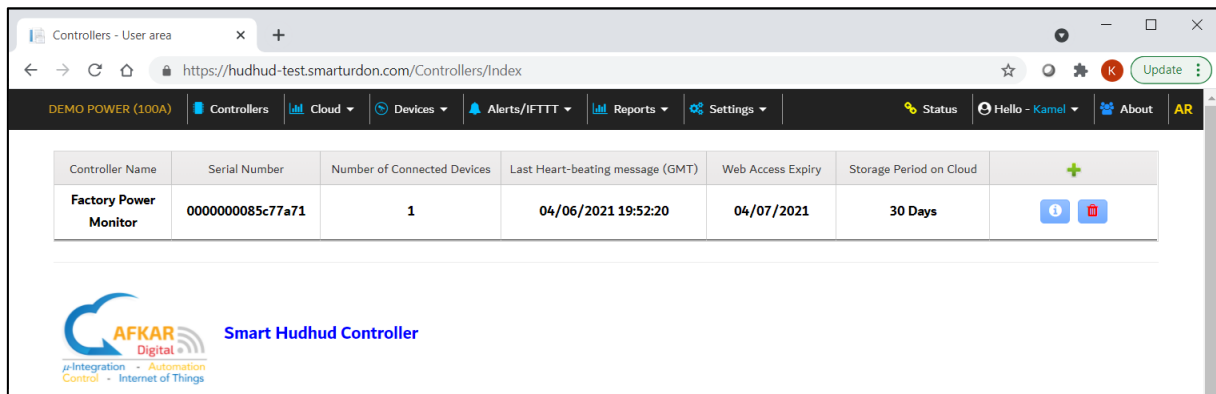 Controllers - User area
K
Update
https://hudhud-test.smarturdon.com/Controllers/Index
DEMO POWER (100A) Controllers Cloud Devices Alerts/IFTTT Reports Settings Status Hello - Kamel About AR
Controller Name Serial Number Number of Connected Devices Last Heart-beating message (GMT) Web Access Expiry Storage Period on Cloud
Factory Power
Monitor
0000000085c77a71 1 04/06/2021 19:52:20 04/07/2021 30 Days
AFKAR
Digital
μ-Integration - Automation
Control - Internet of Things
Smart Hudhud Controller